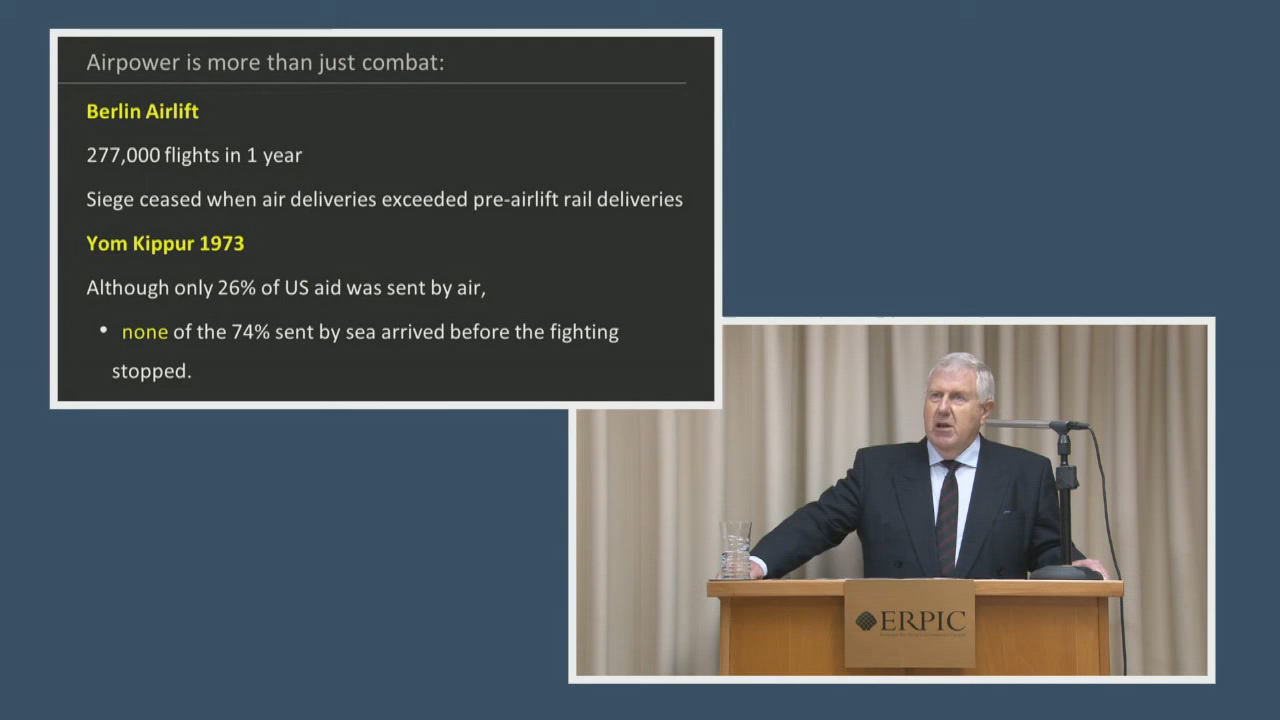 Airpower is more than just combat:
Berlin Airlift
277,000 flights in 1 year
Siege ceased when air deliveries exceeded pre-airlift rail deliveries
Yom Kippur 1973
Although only 26% of US aid was sent by air,
• none of the 74% sent by sea arrived before the fighting
stopped.
ERPIC